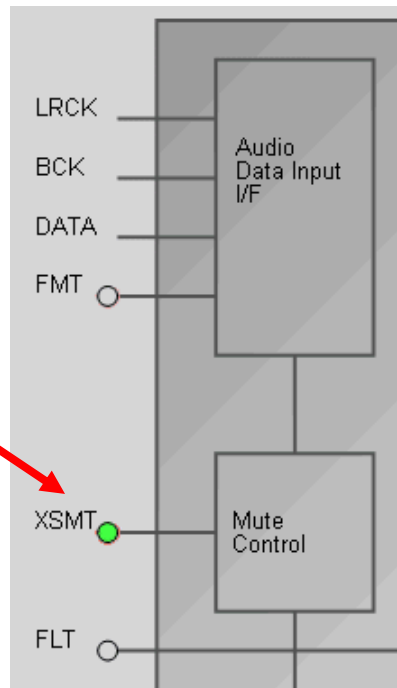 LRCK
BCK
DATA
FMT
Audio
Data Input
I/F
XSMT
Mute
Control
FLT